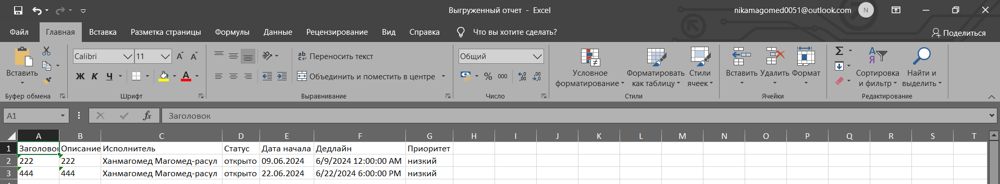 Выгруженный отчет - Excel
nikamagomed0051@outlook.com N
Файл Главная Вставка Разметка страницы Формулы Данные Рецензирование Вид Справка Что вы хотите сделать? Поделиться
Вставить
Буфер обмена
Calibri 11
Ж К Ч
Шрифт
Переносить текст
Объединить и поместить в центре
Выравнивание
Общий
% 000
Число
Условное форматирование
Форматировать как таблицу
Стили ячеек
Стили
Вставить Удалить Формат
Ячейки
Сортировка и фильтр
Найти и выделить
Редактирование
A1 fx Заголовок
A B C D E F G H I J K L M N O P Q R S T
1 Заголовок Описание Исполнитель Статус Дата начала Дедлайн Приоритет
2 222 222 Ханмагомед Магомед-расул открыто 09.06.2024 6/9/2024 12:00:00 AM низкий
3 444 444 Ханмагомед Магомед-расул открыто 22.06.2024 6/22/2024 6:00:00 PM низкий